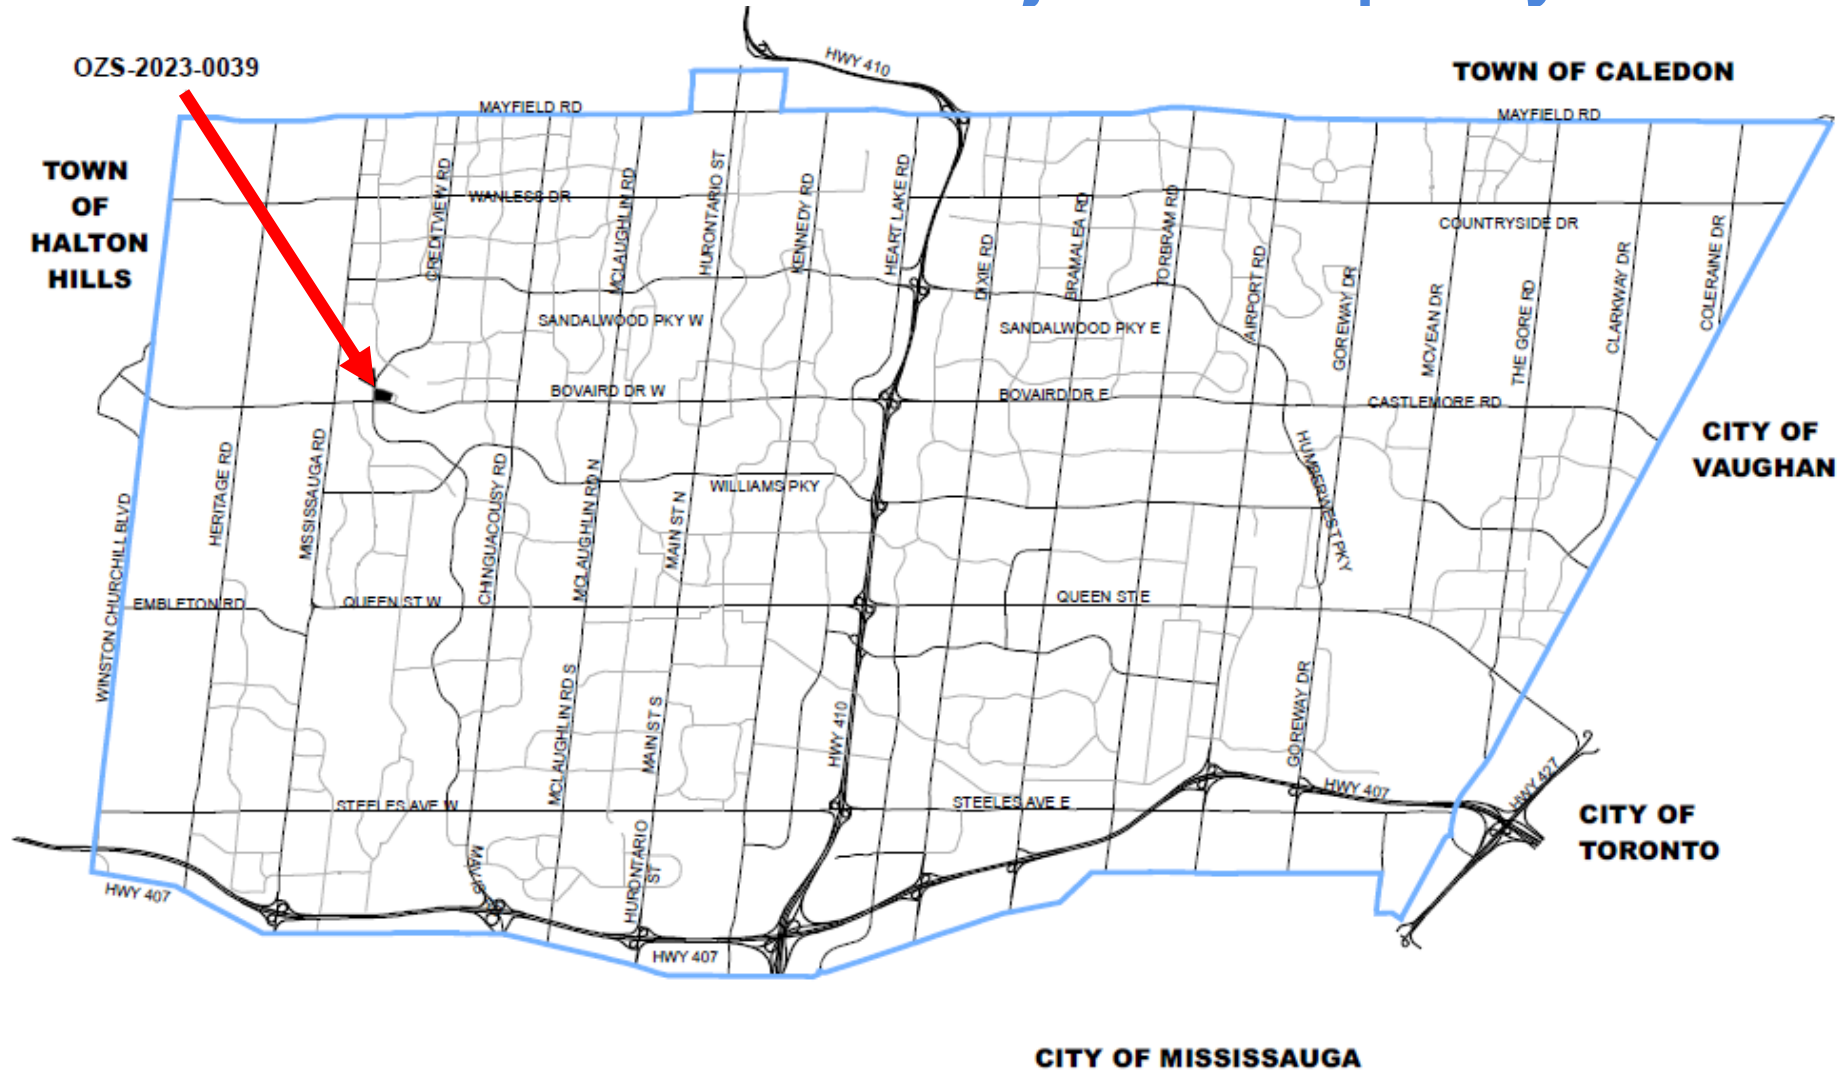 HWY 410
OZS-2023-0039
TOWN OF CALEDON
MAYFIELD RD
MAYFIELD RD
TOWN
OF
HALTON
HILLS
CREDITVIEW RD
WANLESS DR
MCLAUGHLIN RD
HURONTARIO ST
KENNEDY RD
HEART LAKE RD
DIXIE RD
BRAMALEA RD
TORBRAM RD
AIRPORT RD
GOREWAY DR
COUNTRYSIDE DR
MCVEAN DR
THE GORE RD
CLARKWAY DR
COLERAINE DR
SANDALWOOD PKY W
SANDALWOOD PKY E
BOVAIRD DR W
BOVAIRD DR E
CASTLEMORE RD
CITY OF
VAUGHAN
HUMBERWEST PKY
WINSTON CHURCHILL BLVD
HERITAGE RD
MISSISSAUGA RD
CHINGUACOUSY RD
MCLAUGHLIN RD N
MAIN ST N
WILLIAMS PKY
EMBLETON RD
QUEEN ST W
QUEEN ST E
MCLAUGHLIN RD S
MAIN ST S
HWY 410
GOREWAY DR
HWY 407
HWY 427
STEELES AVE W
STEELES AVE E
CITY OF
TORONTO
HURONTARIO
ST
HWY 407
HWY 407
CITY OF MISSISSAUGA